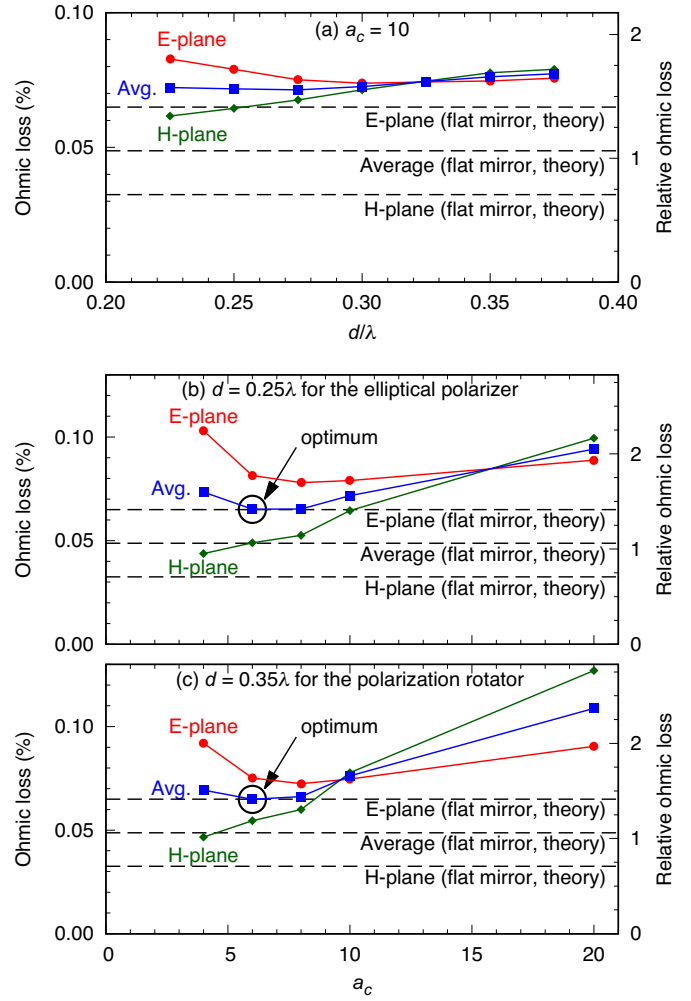 (a) a_c = 10
0.10
0.05
0.00
Ohmic loss (%)
E-plane
Avg.
H-plane
E-plane (flat mirror, theory)
Average (flat mirror, theory)
H-plane (flat mirror, theory)
2
1
0
Relative ohmic loss
0.20 0.25 0.30 0.35 0.40
d/λ
(b) d = 0.25λ for the elliptical polarizer
0.10
0.05
0.00
Ohmic loss (%)
E-plane
optimum
Avg.
H-plane
E-plane (flat mirror, theory)
Average (flat mirror, theory)
H-plane (flat mirror, theory)
2
1
0
Relative ohmic loss
(c) d = 0.35λ for the polarization rotator
0.10
0.05
0.00
Ohmic loss (%)
E-plane
optimum
Avg.
H-plane
E-plane (flat mirror, theory)
Average (flat mirror, theory)
H-plane (flat mirror, theory)
2
1
0
Relative ohmic loss
0 5 10 15 20
a_c